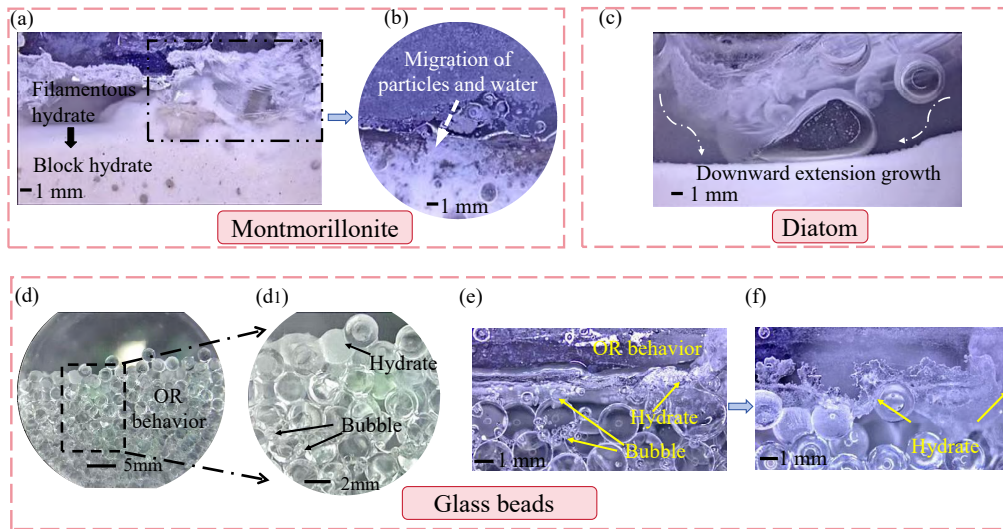 (a)
Filamentous
hydrate
Block hydrate
1 mm
(b)
Migration of
particles and water
1 mm
Montmorillonite
(c)
Downward extension growth
1 mm
Diatom
(d)
OR
behavior
5mm
(d1)
Hydrate
Bubble
2mm
(e)
OR behavior
Hydrate
Bubble
1 mm
(f)
Hydrate
1 mm
Glass beads